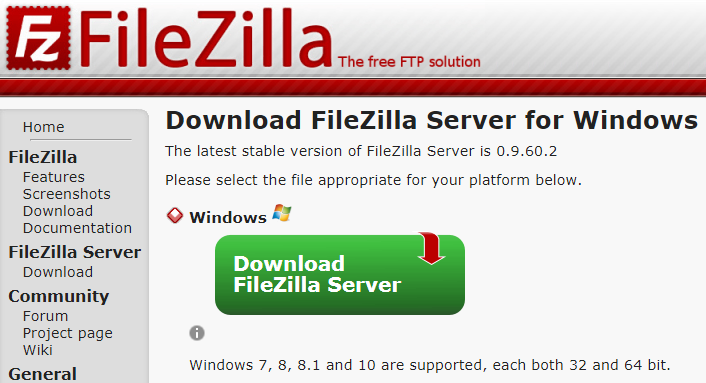 Fz FileZilla The free FTP solution
Home
FileZilla
Features
Screenshots
Download
Documentation
FileZilla Server
Download
Community
Forum
Project page
Wiki
General
Download FileZilla Server for Windows
The latest stable version of FileZilla Server is 0.9.60.2
Please select the file appropriate for your platform below.
Windows
Download
FileZilla Server
Windows 7, 8, 8.1 and 10 are supported, each both 32 and 64 bit.